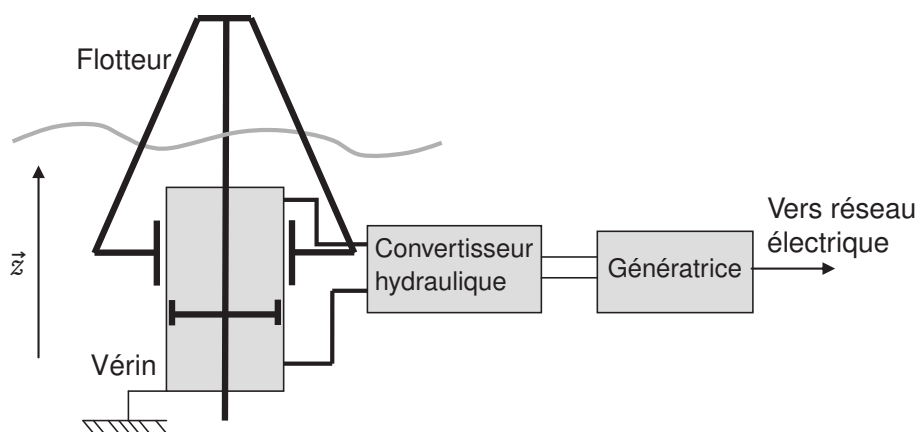 Flotteur
Vers réseau
électrique
Convertisseur
hydraulique
Génératrice
z⃗
Vérin